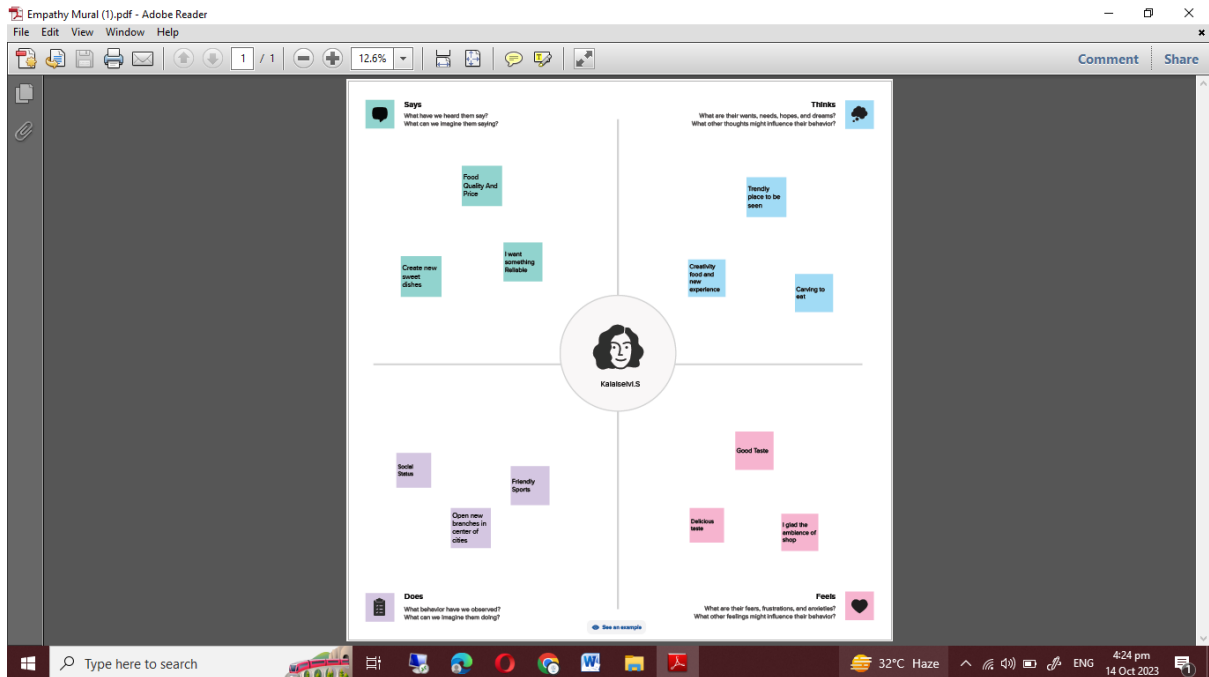 Empathy Mural (1).pdf - Adobe Reader
File Edit View Window Help
1 / 1
12.6%
Comment
Share
Says
What have we heard them say?
What can we imagine them saying?
Thinks
What are their wants, needs, hopes, and dreams?
What other thoughts might influence their behavior?
Food
Quality And
Price
Create new
sweet
dishes
I want
something
Reliable
Trendly
place to be
seen
Creativity
food and
new
experience
Carving to
eat
Kalaiselvi.S
Social
Status
Friendly
Sports
Open new
branches in
center of
cities
Good Taste
Delicious
taste
I glad the
ambience of
shop
Does
What behavior have we observed?
What can we imagine them doing?
Feels
What are their fears, frustrations, and anxieties?
What other feelings might influence their behavior?
See an example
Type here to search
32°C Haze
ENG
4:24 pm
14 Oct 2023
1